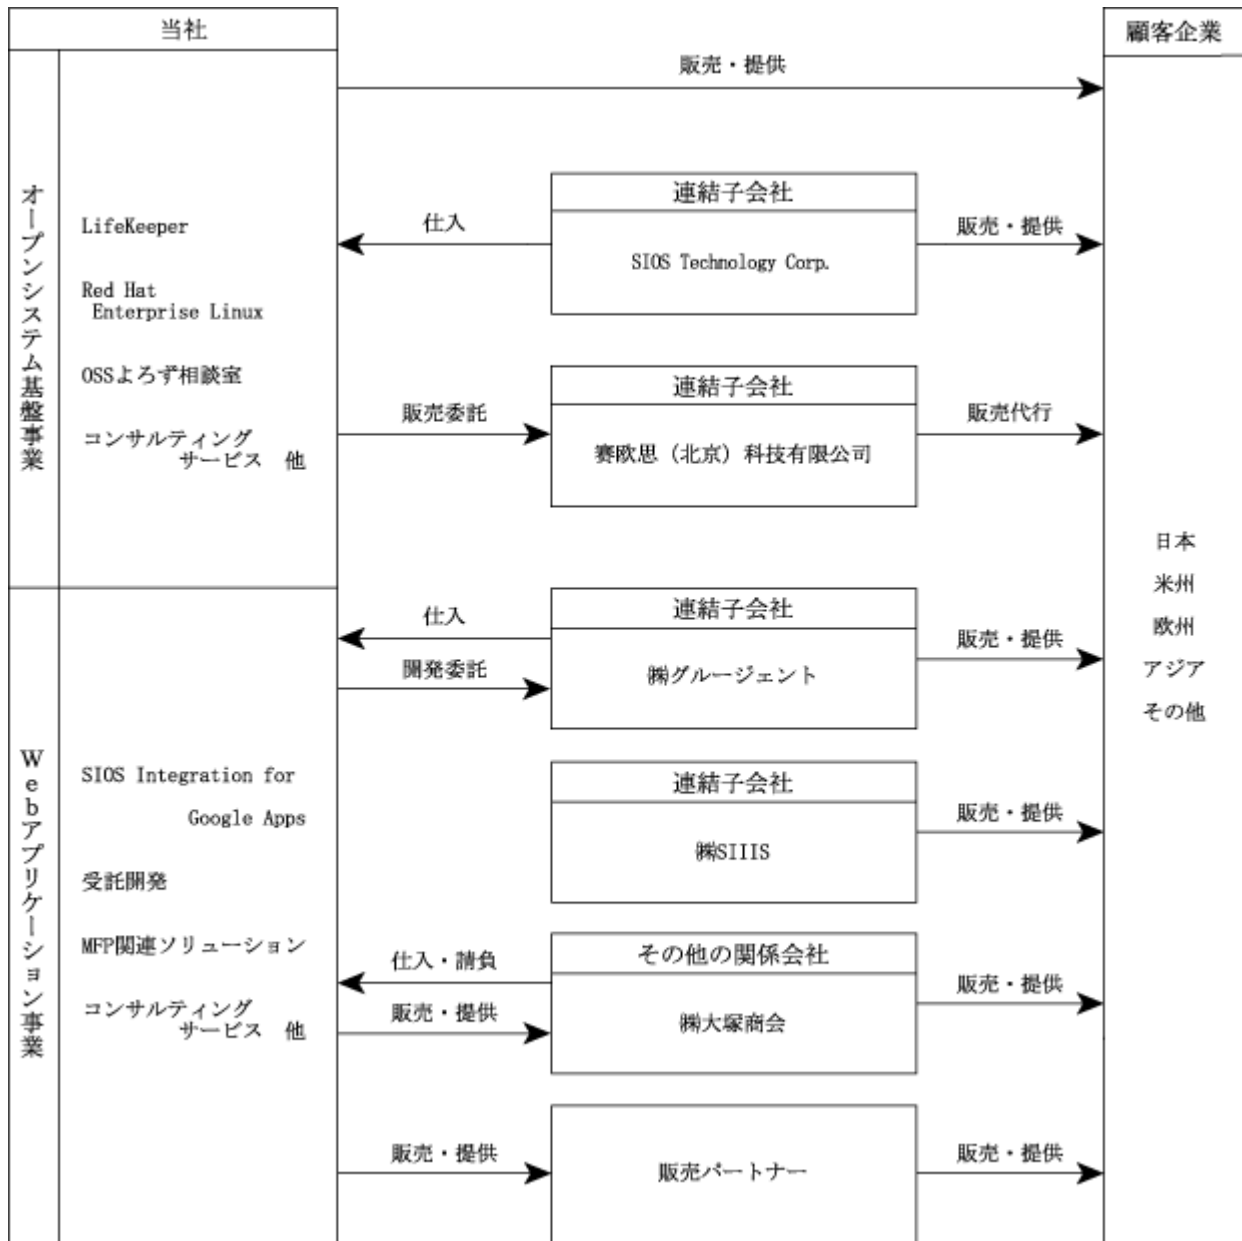 当社
顧客企業
オープンシステム基盤事業
LifeKeeper
Red Hat
Enterprise Linux
OSSよろず相談室
コンサルティング
サービス 他
販売・提供
仕入
連結子会社
SIOS Technology Corp.
販売・提供
販売委託
連結子会社
賽欧思（北京）科技有限公司
販売代行
Webアプリケーション事業
SIOS Integration for
Google Apps
受託開発
MFP関連ソリューション
コンサルティング
サービス 他
仕入
開発委託
連結子会社
㈱グルージェント
販売・提供
連結子会社
㈱SIIIS
販売・提供
仕入・請負
販売・提供
その他の関係会社
㈱大塚商会
販売・提供
販売・提供
販売パートナー
販売・提供
日本
米州
欧州
アジア
その他